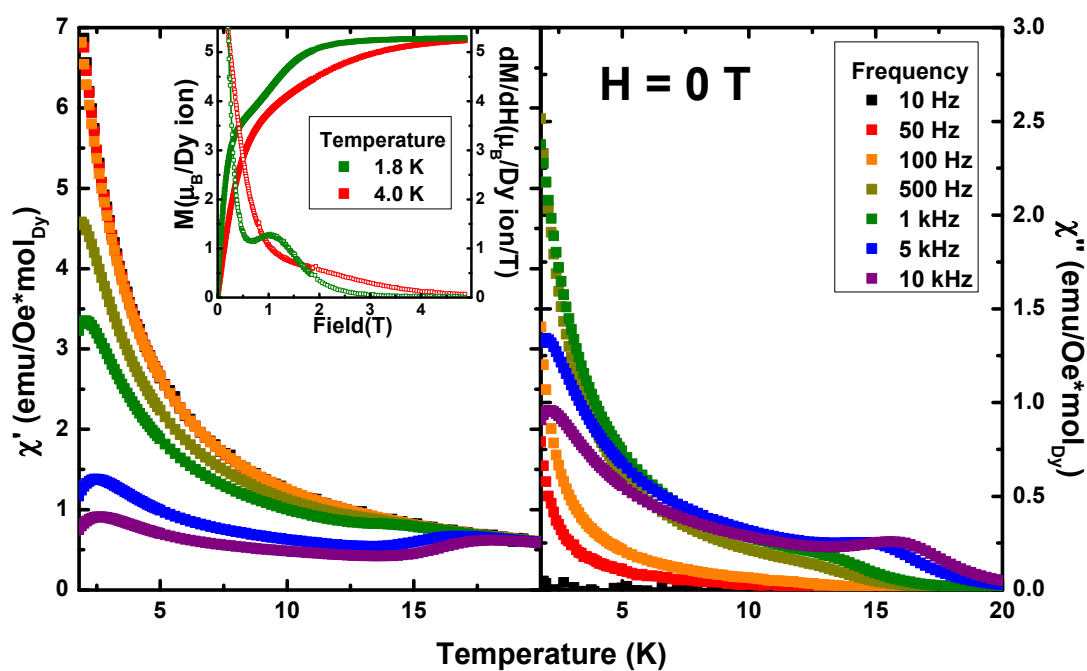 7
6
5
4
3
2
1
0
χ' (emu/Oe*mol_Dy)
5
10
15
5
4
3
2
1
0
M(μ_B/Dy ion)
0
1
2
3
4
Field(T)
5
4
3
2
1
0
dM/dH(μ_B/Dy ion/T)
Temperature
1.8 K
4.0 K
H = 0 T
Frequency
10 Hz
50 Hz
100 Hz
500 Hz
1 kHz
5 kHz
10 kHz
3.0
2.5
2.0
1.5
1.0
0.5
0.0
χ'' (emu/Oe*mol_Dy)
5
10
15
20
Temperature (K)